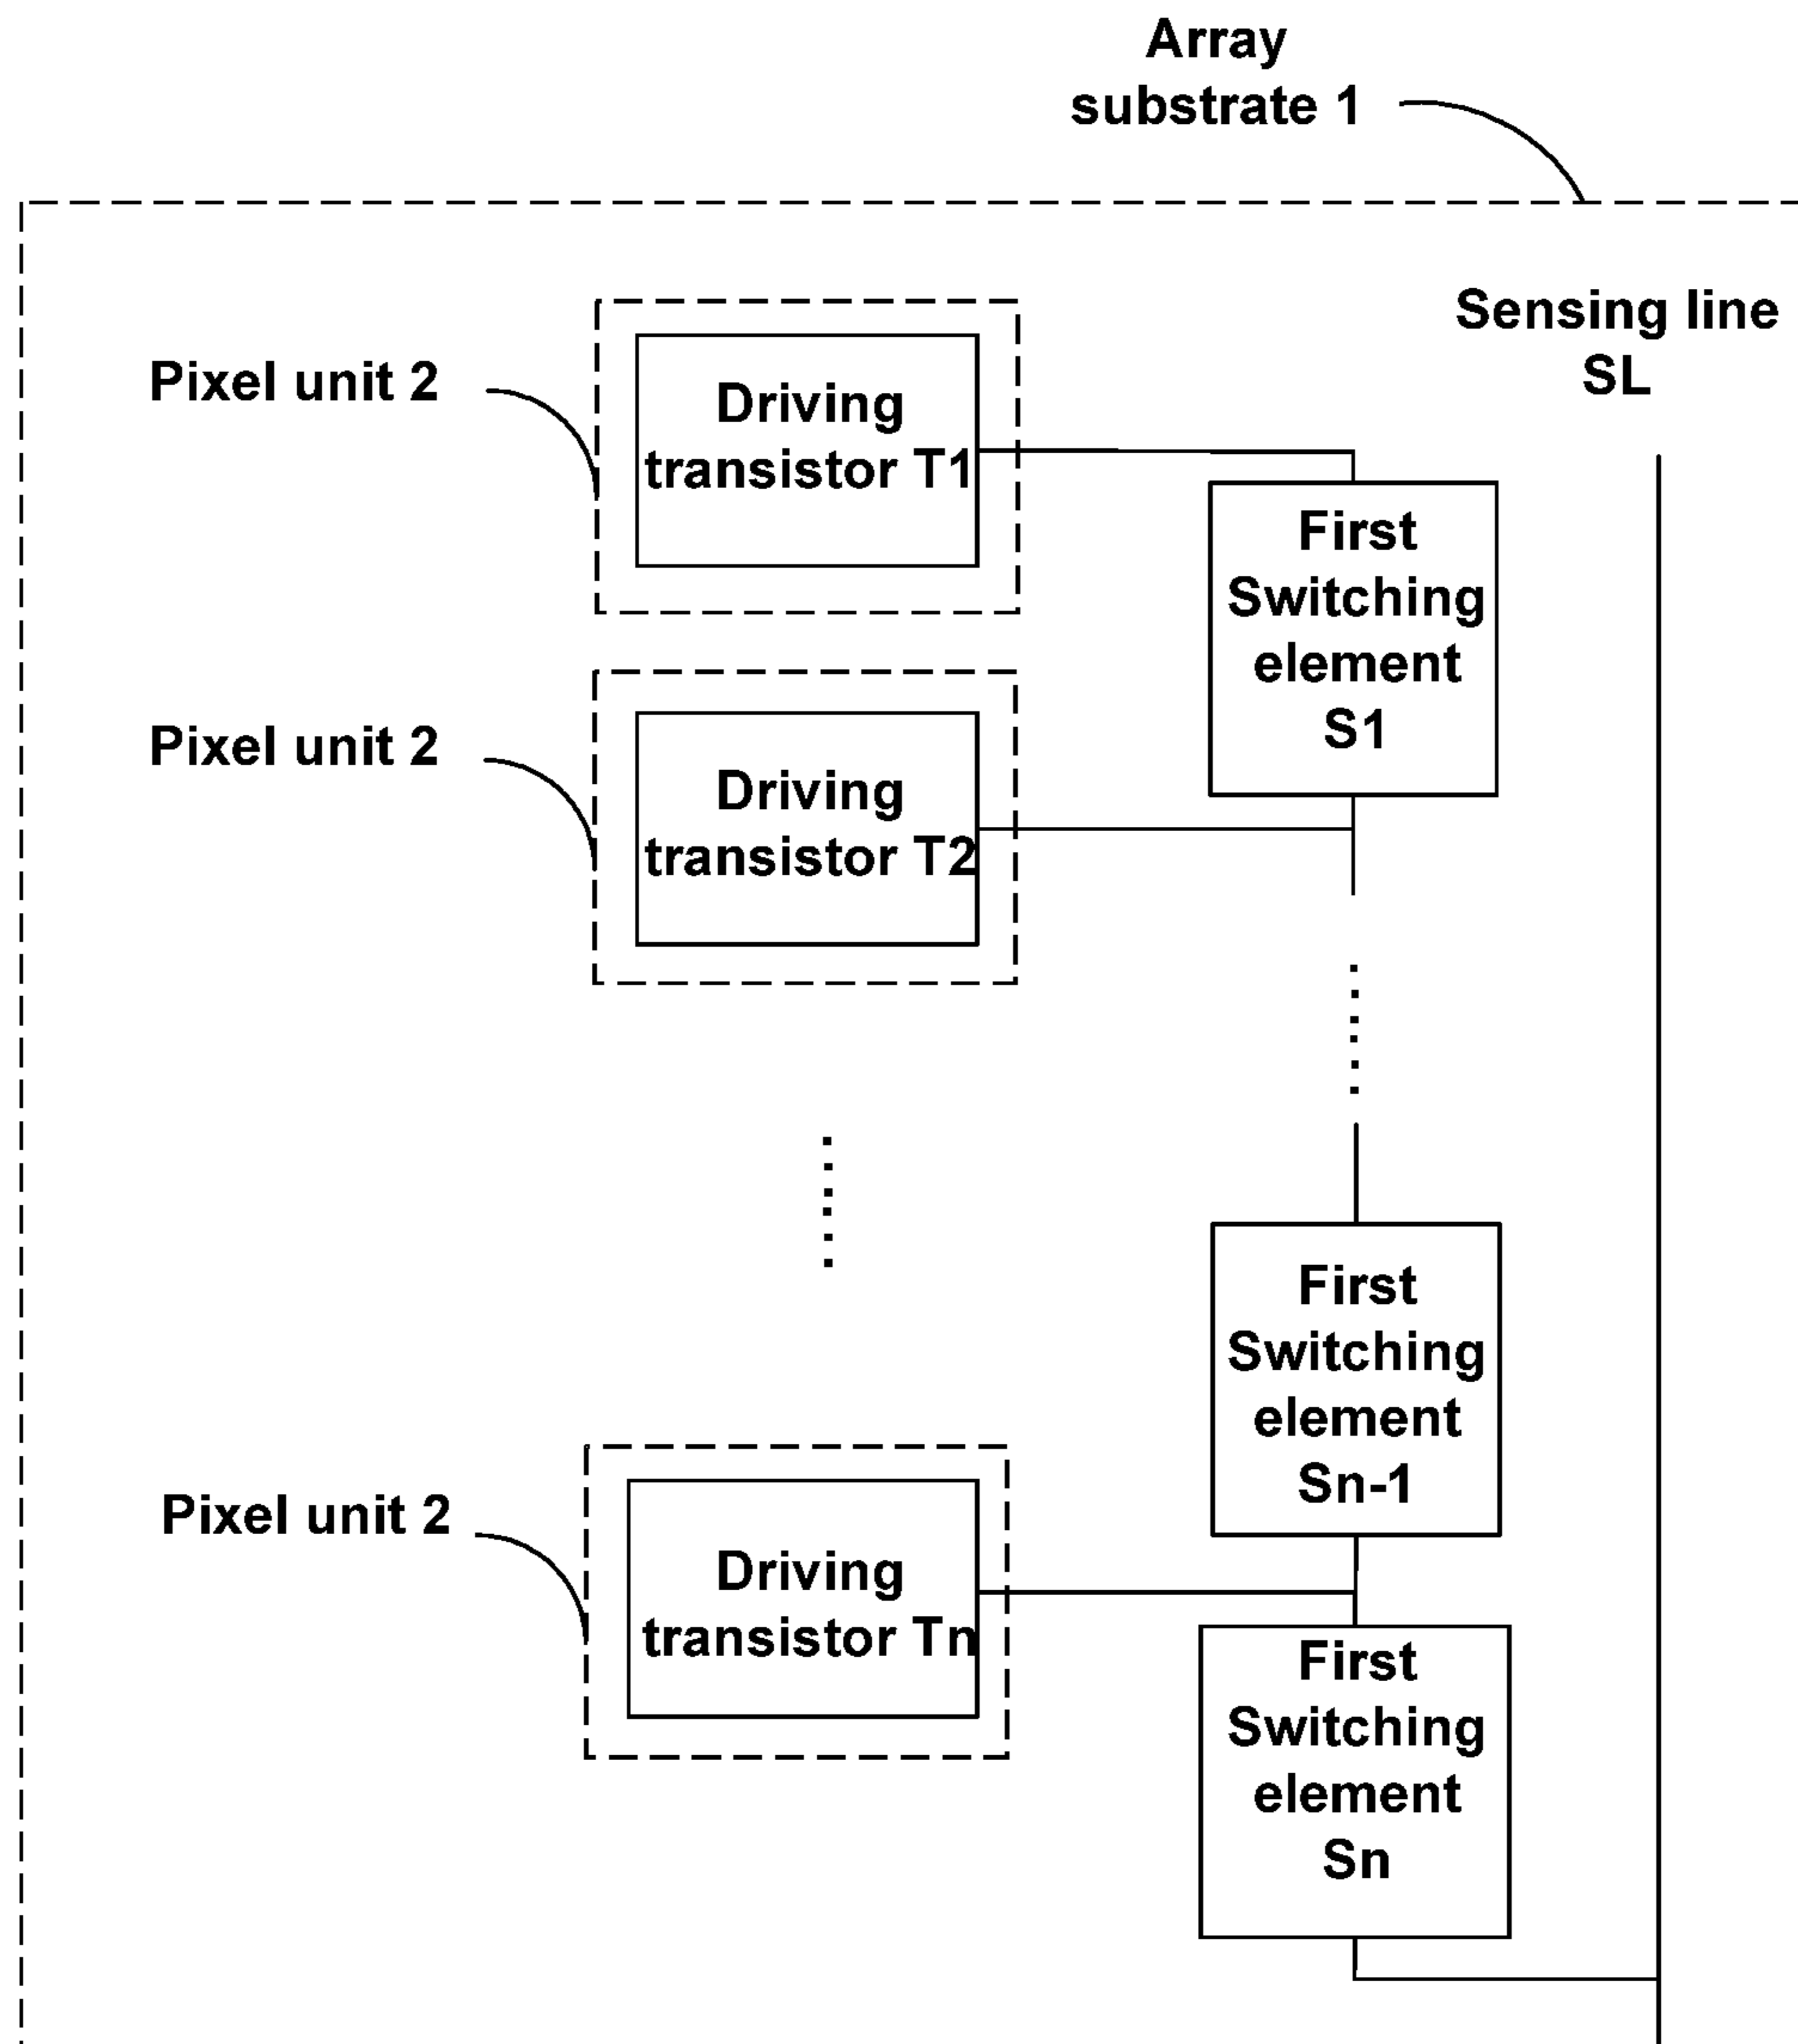 Array
substrate 1
Sensing line
SL
Pixel unit 2
Driving
transistor T1
First
Switching
element
S1
Pixel unit 2
Driving
transistor T2
First
Switching
element
Sn-1
Pixel unit 2
Driving
transistor Tn
First
Switching
element
Sn